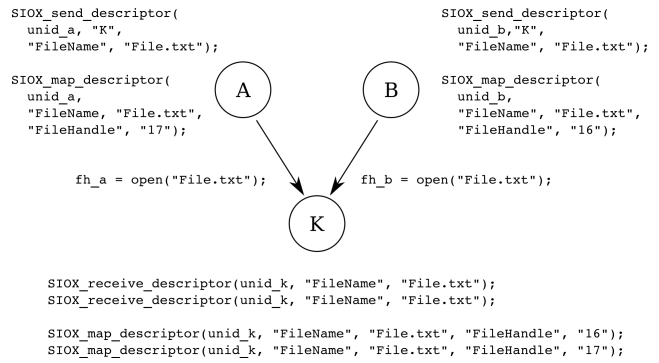 SIOX_send_descriptor(
unid_a, "K",
"FileName", "File.txt");
SIOX_map_descriptor(
unid_a,
"FileName, "File.txt",
"FileHandle", "17");
A
B
SIOX_send_descriptor(
unid_b,"K",
"FileName", "File.txt");
SIOX_map_descriptor(
unid_b,
"FileName", "File.txt",
"FileHandle", "16");
fh_a = open("File.txt");
fh_b = open("File.txt");
K
SIOX_receive_descriptor(unid_k, "FileName", "File.txt");
SIOX_receive_descriptor(unid_k, "FileName", "File.txt");
SIOX_map_descriptor(unid_k, "FileName", "File.txt", "FileHandle", "16");
SIOX_map_descriptor(unid_k, "FileName", "File.txt", "FileHandle", "17");